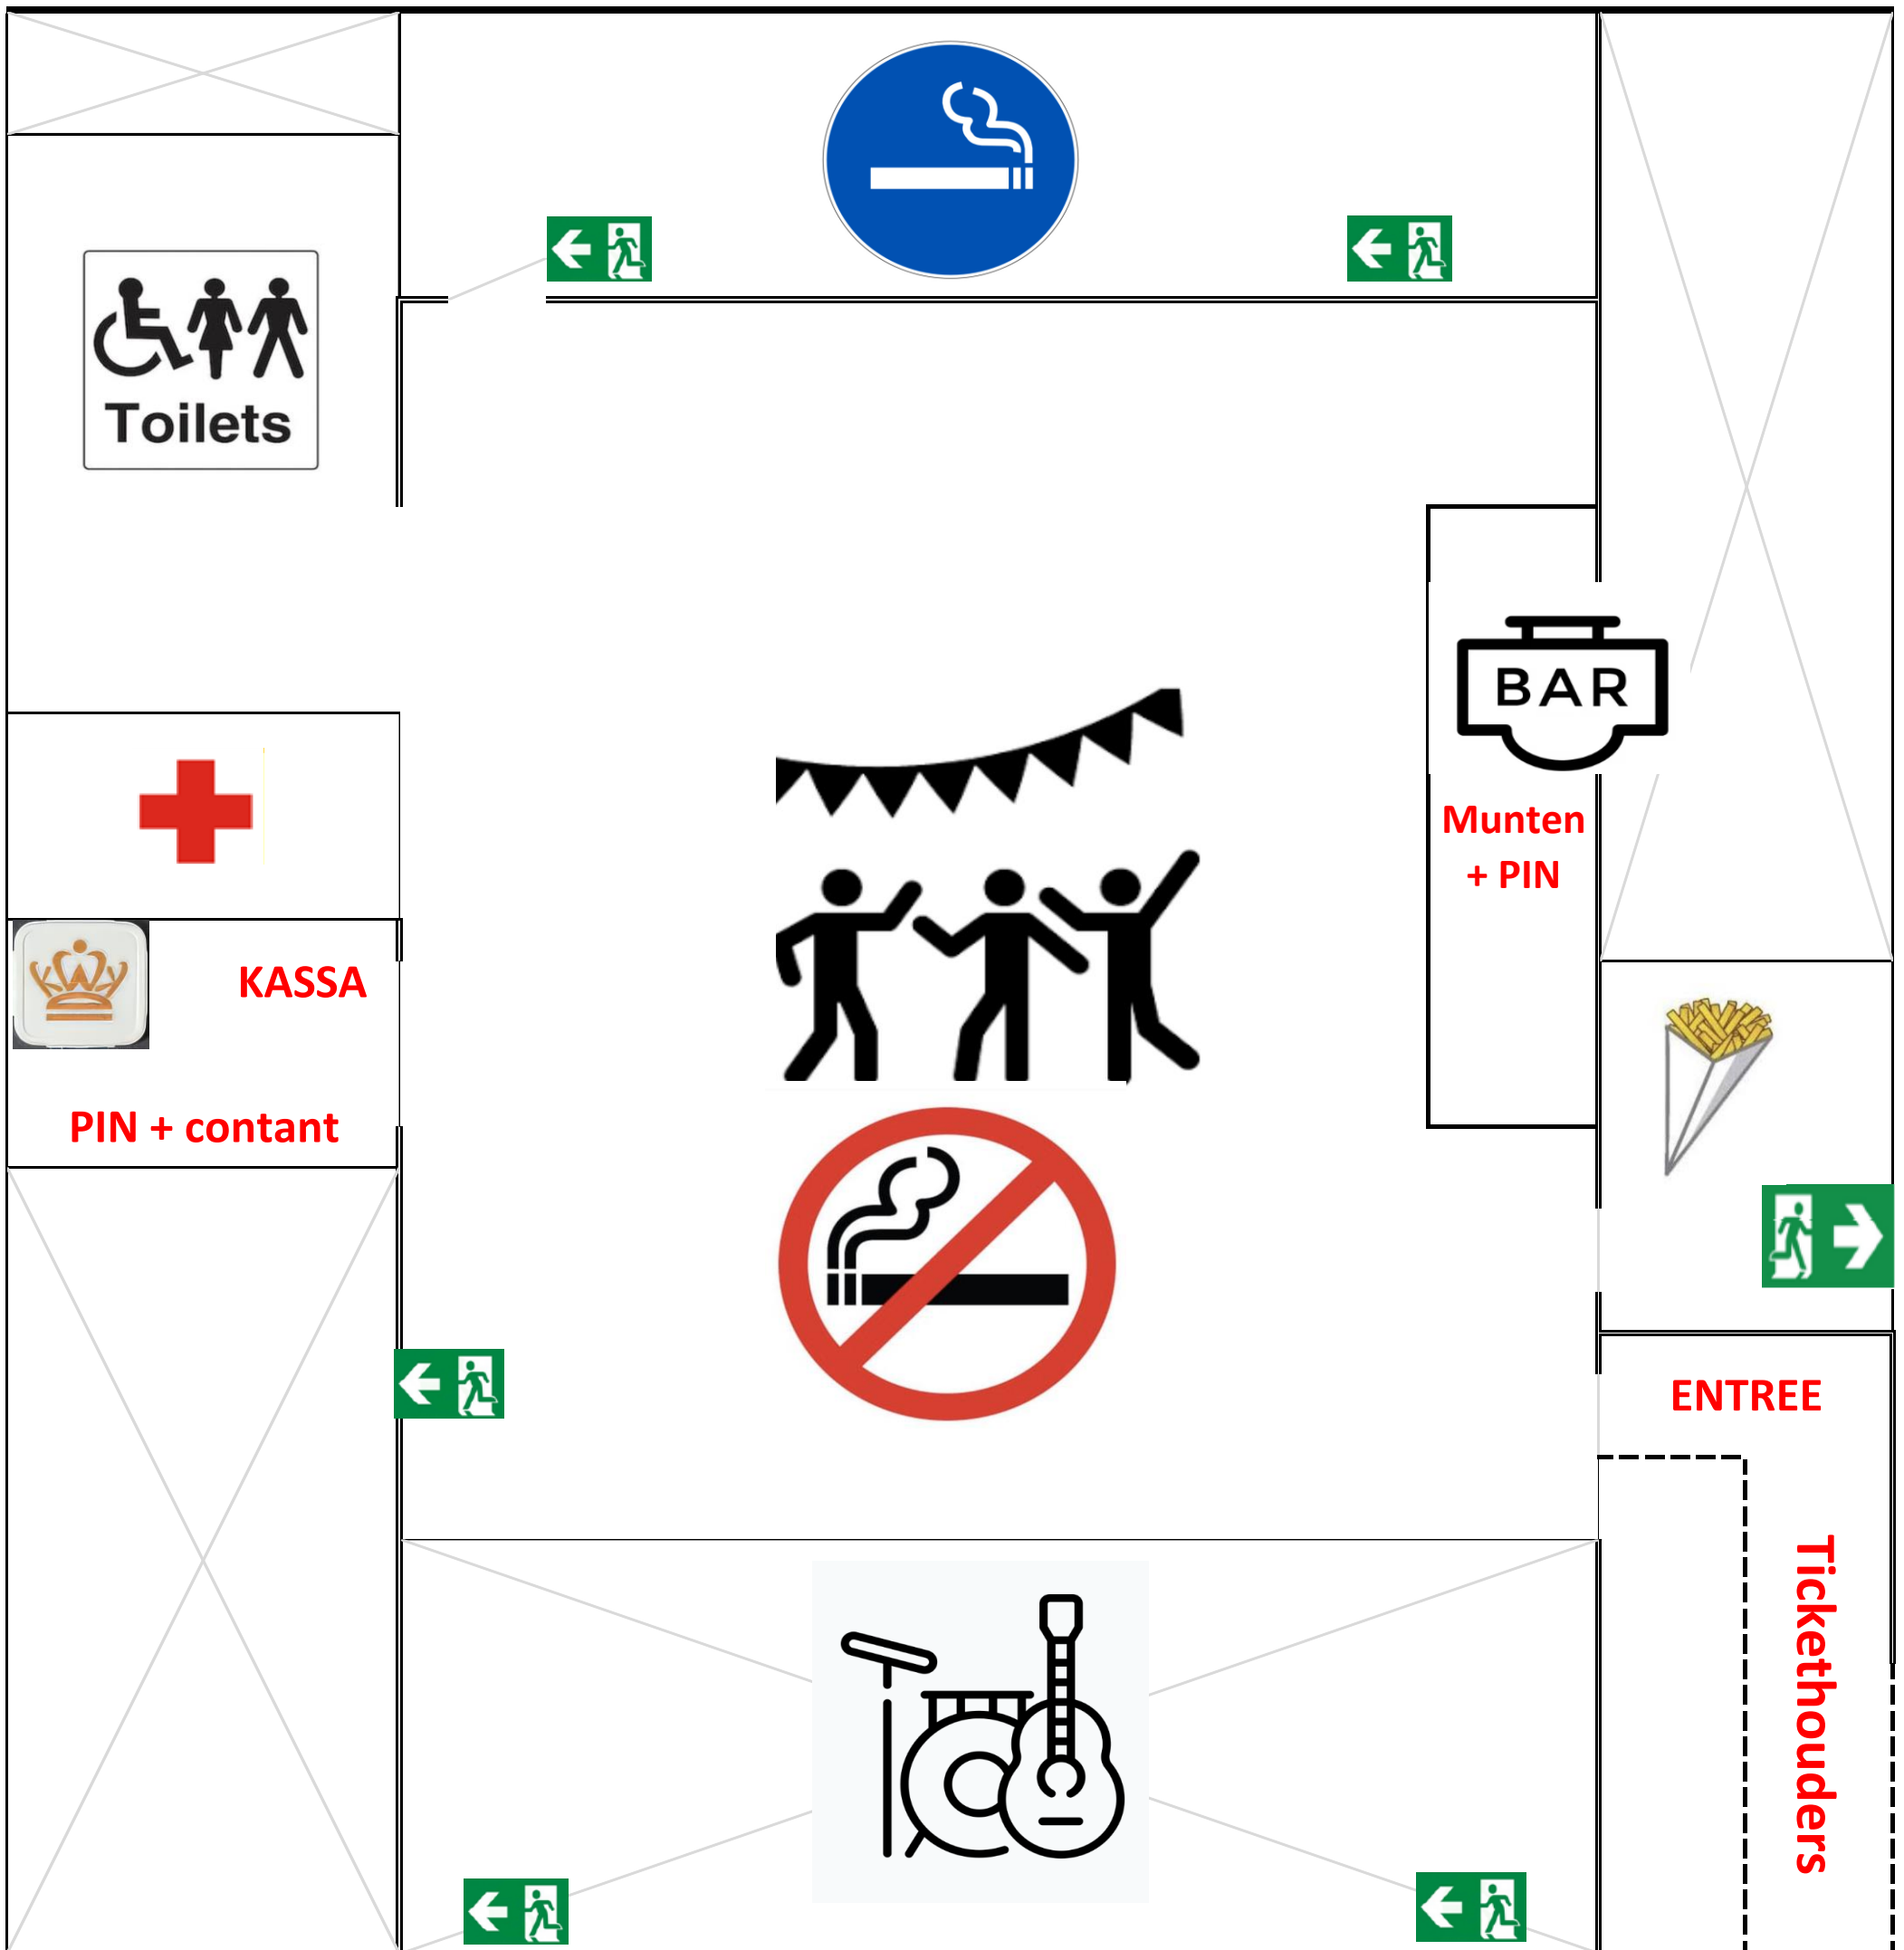 Toilets
BAR
Munten
+ PIN
KASSA
PIN + contant
ENTREE
Tickethouders